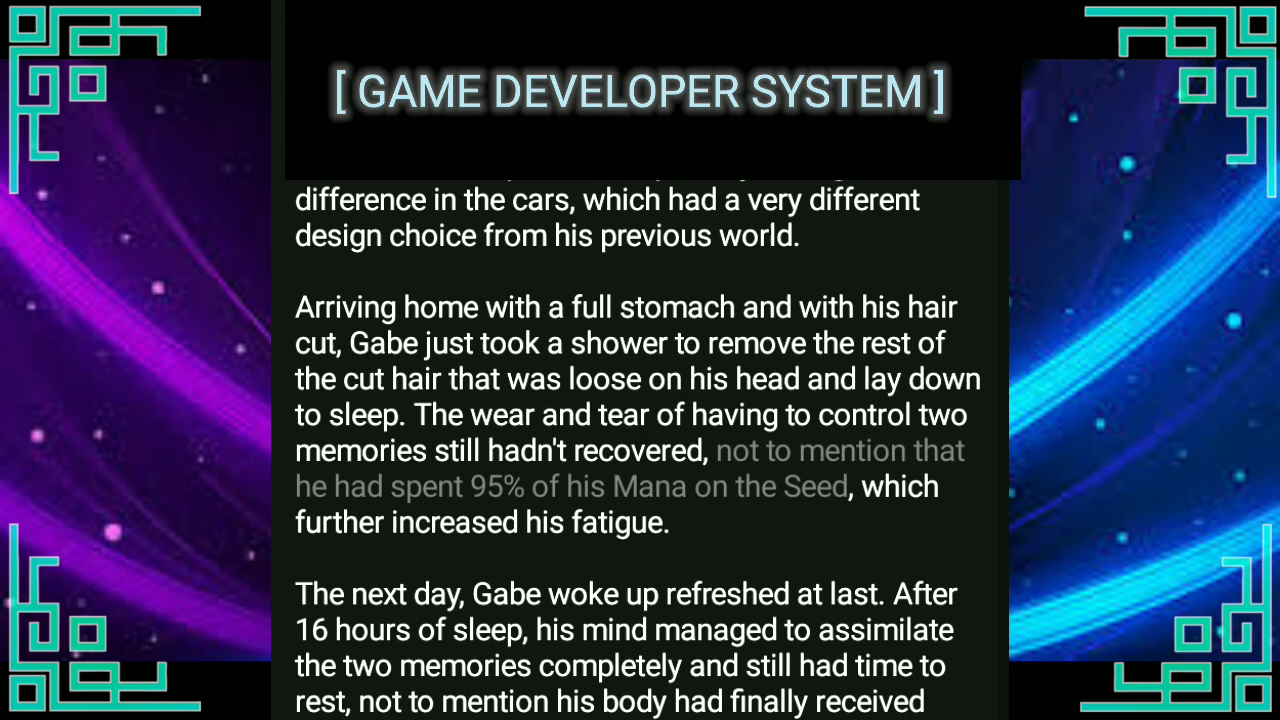 [ GAME DEVELOPER SYSTEM ]
difference in the cars, which had a very different
design choice from his previous world.
Arriving home with a full stomach and with his hair
cut, Gabe just took a shower to remove the rest of
the cut hair that was loose on his head and lay down
to sleep. The wear and tear of having to control two
memories still hadn't recovered, not to mention that
he had spent 95% of his Mana on the Seed, which
further increased his fatigue.
The next day, Gabe woke up refreshed at last. After
16 hours of sleep, his mind managed to assimilate
the two memories completely and still had time to
rest, not to mention his body had finally received